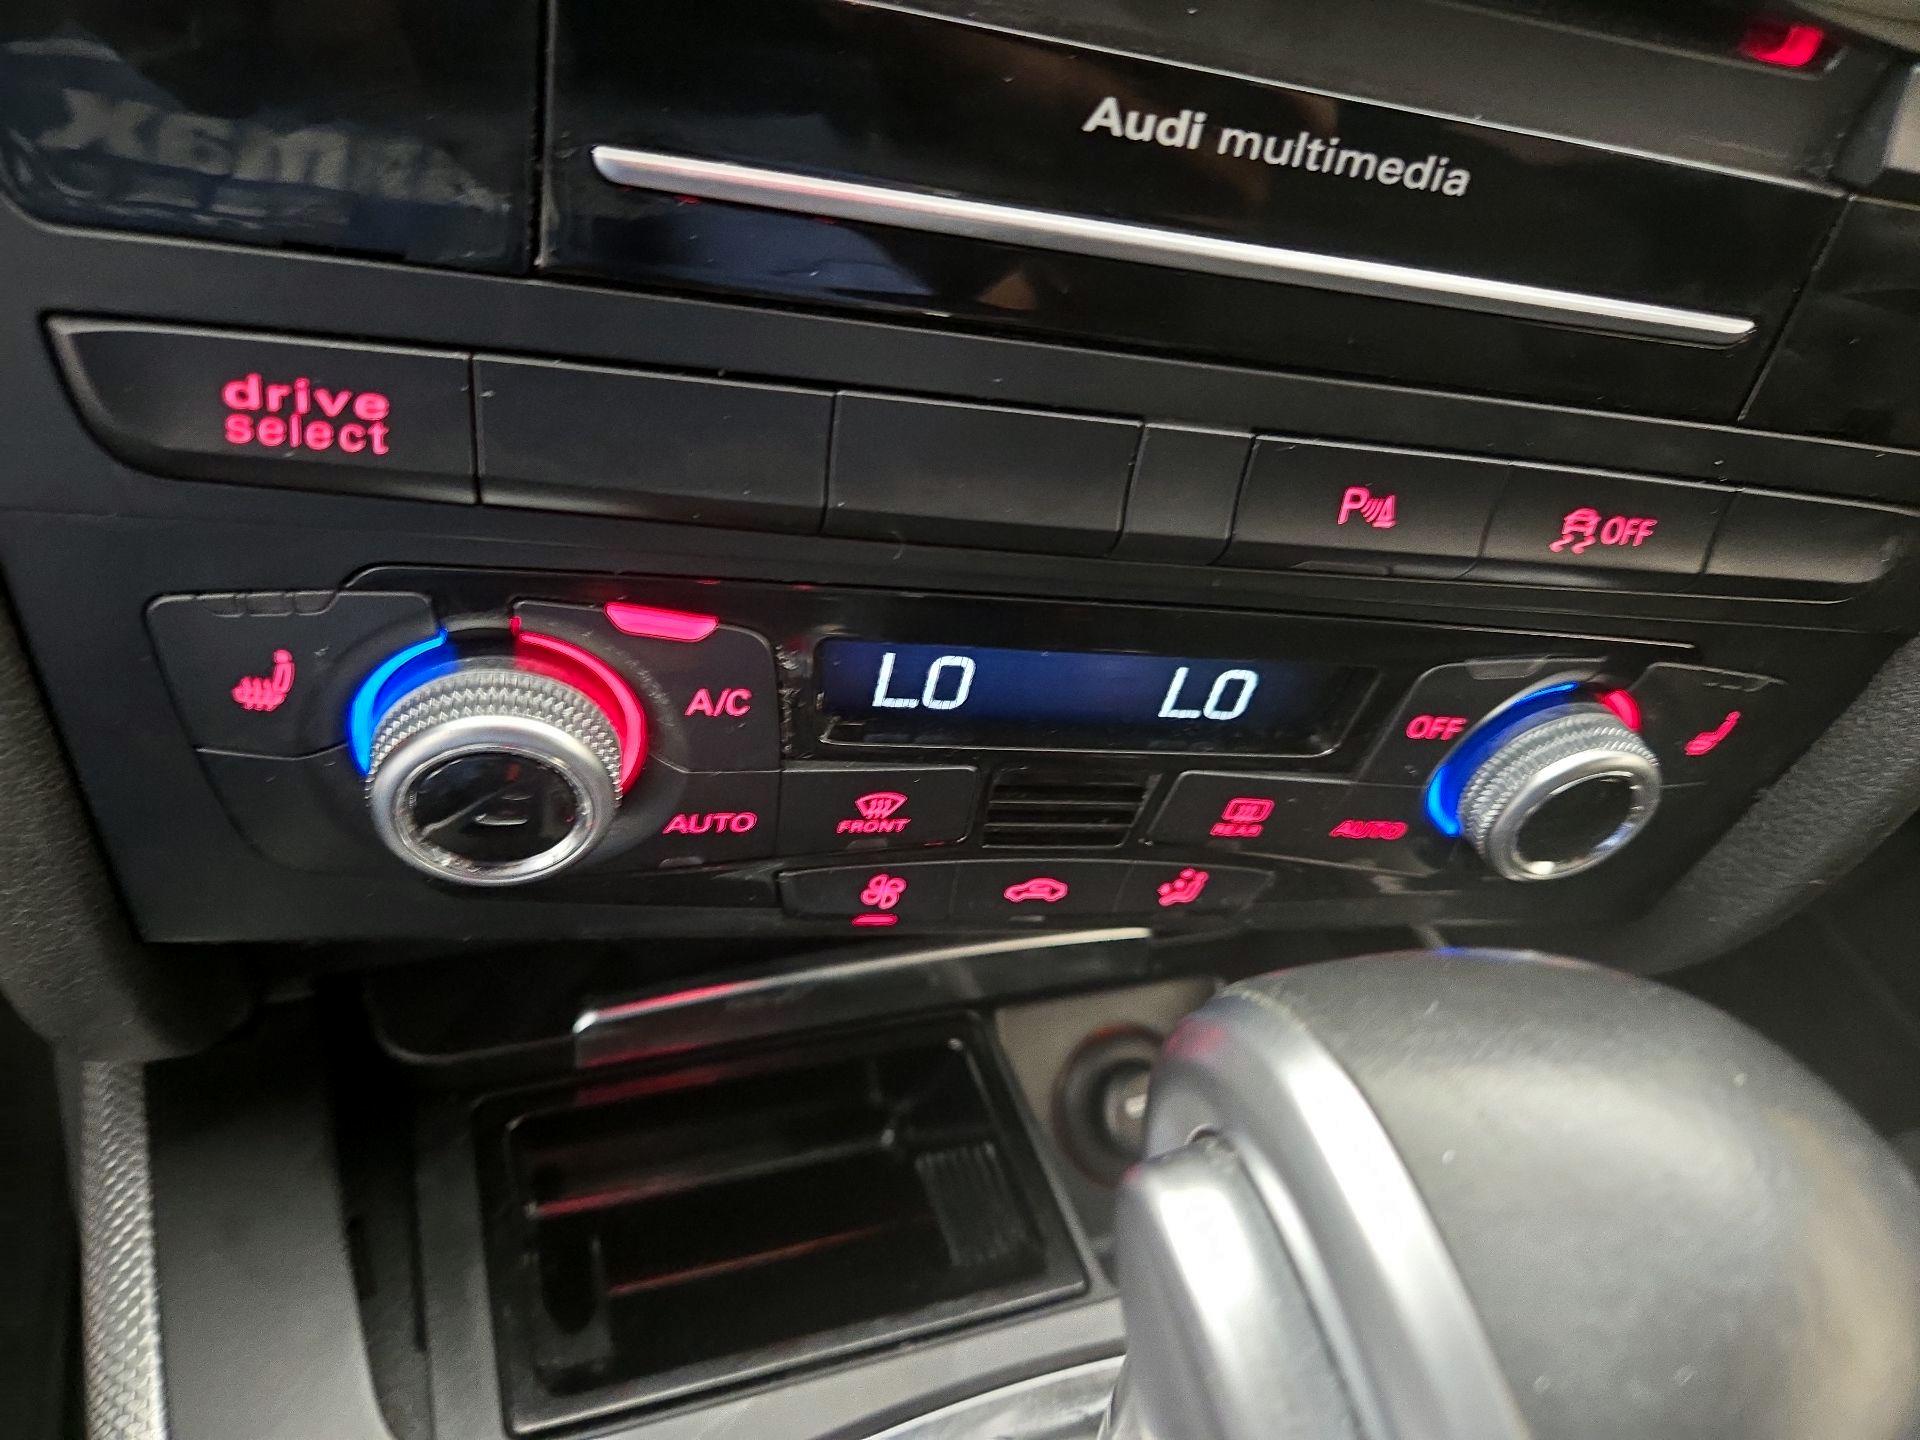 Audi multimedia
drive
select
P
OFF
A/C
LO
LO
OFF
AUTO
FRONT
REAR
AUTO